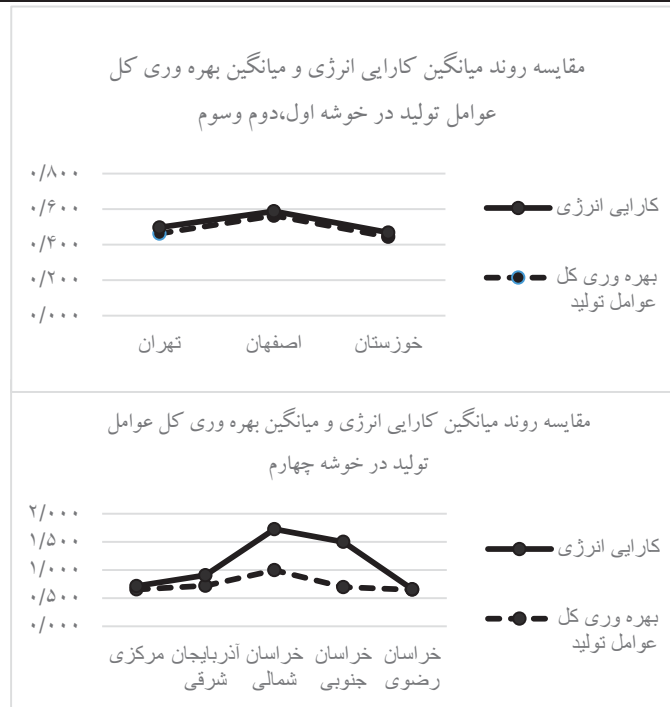 مقایسه روند میانگین کارایی انرژی و میانگین بهره وری کل
عوامل تولید در خوشه اول،دوم وسوم
۰/۸۰۰
۰/۶۰۰
۰/۴۰۰
۰/۲۰۰
۰/۰۰۰
تهران
اصفهان
خوزستان
کارایی انرژی
بهره وری کل
عوامل تولید
مقایسه روند میانگین کارایی انرژی و میانگین بهره وری کل عوامل
تولید در خوشه چهارم
۲/۰۰۰
۱/۵۰۰
۱/۰۰۰
۰/۵۰۰
۰/۰۰۰
مرکزی
آذربایجان
شرقی
خراسان
شمالی
خراسان
جنوبی
خراسان
رضوی
کارایی انرژی
بهره وری کل
عوامل تولید